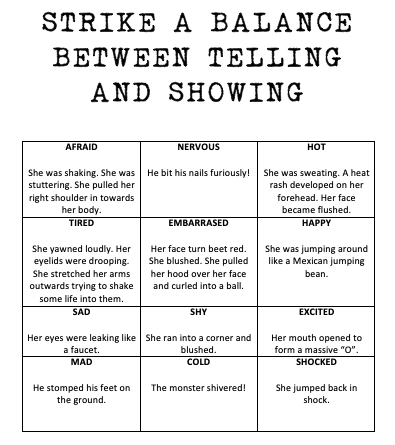 STRIKE A BALANCE
BETWEEN TELLING
AND SHOWING
AFRAID
She was shaking. She was
stuttering. She pulled her
right shoulder in towards
her body.
NERVOUS
He bit his nails furiously!
HOT
She was sweating. A heat
rash developed on her
forehead. Her face
became flushed.
TIRED
She yawned loudly. Her
eyelids were drooping.
She stretched her arms
outwards trying to shake
some life into them.
EMBARRASED
Her face turn beet red.
She blushed. She pulled
her hood over her face
and curled into a ball.
HAPPY
She was jumping around
like a Mexican jumping
bean.
SAD
Her eyes were leaking like
a faucet.
SHY
She ran into a corner and
blushed.
EXCITED
Her mouth opened to
form a massive “O”.
MAD
He stomped his feet on
the ground.
COLD
The monster shivered!
SHOCKED
She jumped back in
shock.